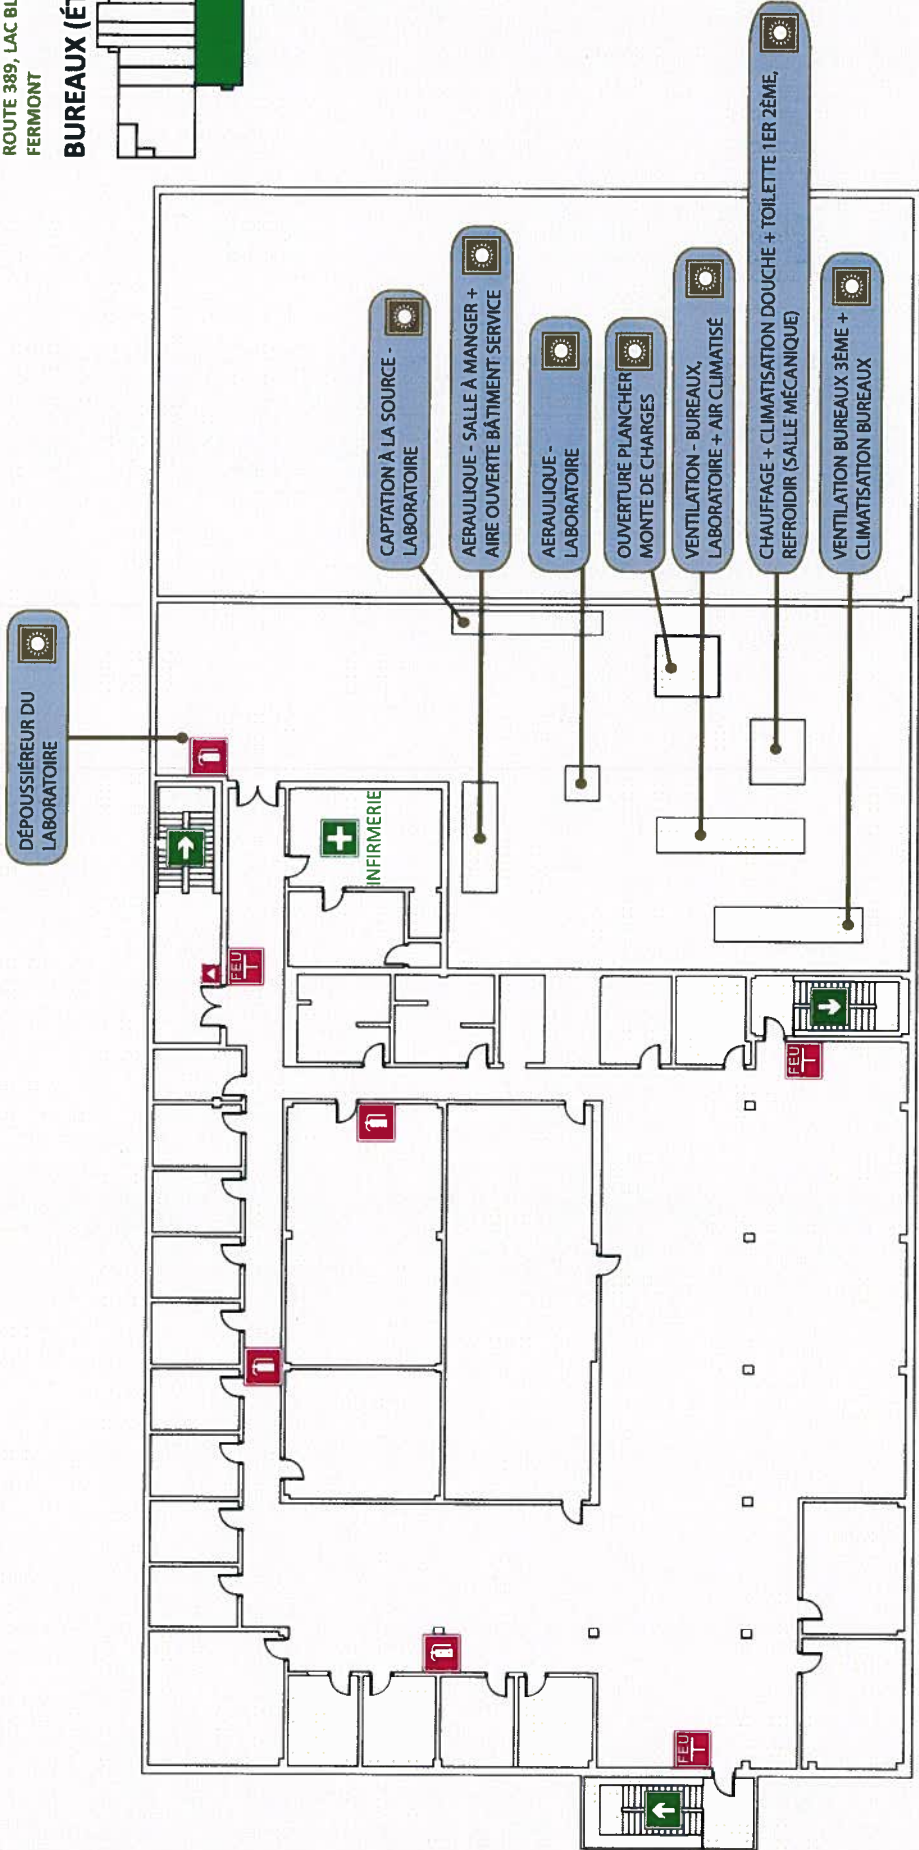 ROUTE 389, LAC
FERMONT
BUREAUX
DÉPOUSSIÉREUR DU
LABORATOIRE
CAPTATION À LA SOURCE -
LABORATOIRE
AERAULIQUE - SALLE À MANGER +
AIRE OUVERTE BÂTIMENT SERVICE
AERAULIQUE -
LABORATOIRE
OUVERTURE PLANCHER
MONTE DE CHARGES
VENTILATION - BUREAUX,
LABORATOIRE + AIR CLIMATISÉ
CHAUFFAGE + CLIMATISATION DOUCHE + TOILETTE 1ER 2ÈME,
REFROIDIR (SALLE MÉCANIQUE)
VENTILATION BUREAUX 3ÈME +
CLIMATISATION BUREAUX
INFIRMERIE
FEU
FEU
FEU